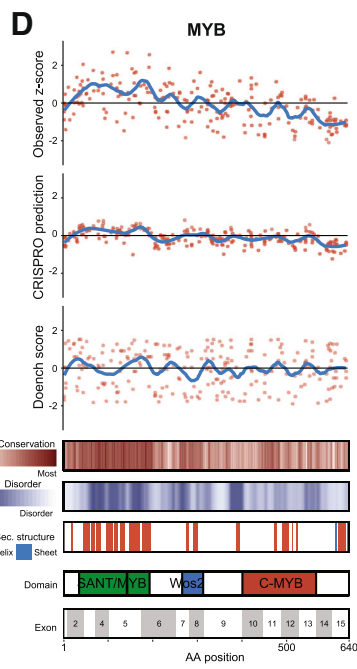 D
MYB
Observed z-score
2
0
-2
CRISPRO prediction
2
0
-2
Doench score
2
0
-2
Conservation
Most
Disorder
Disorder
Sec. structure
elix Sheet
Domain
SANT/MYB Wos2 C-MYB
Exon
2 4 5 6 7 8 9 10 11 12 13 14 15
1 500 640
AA position